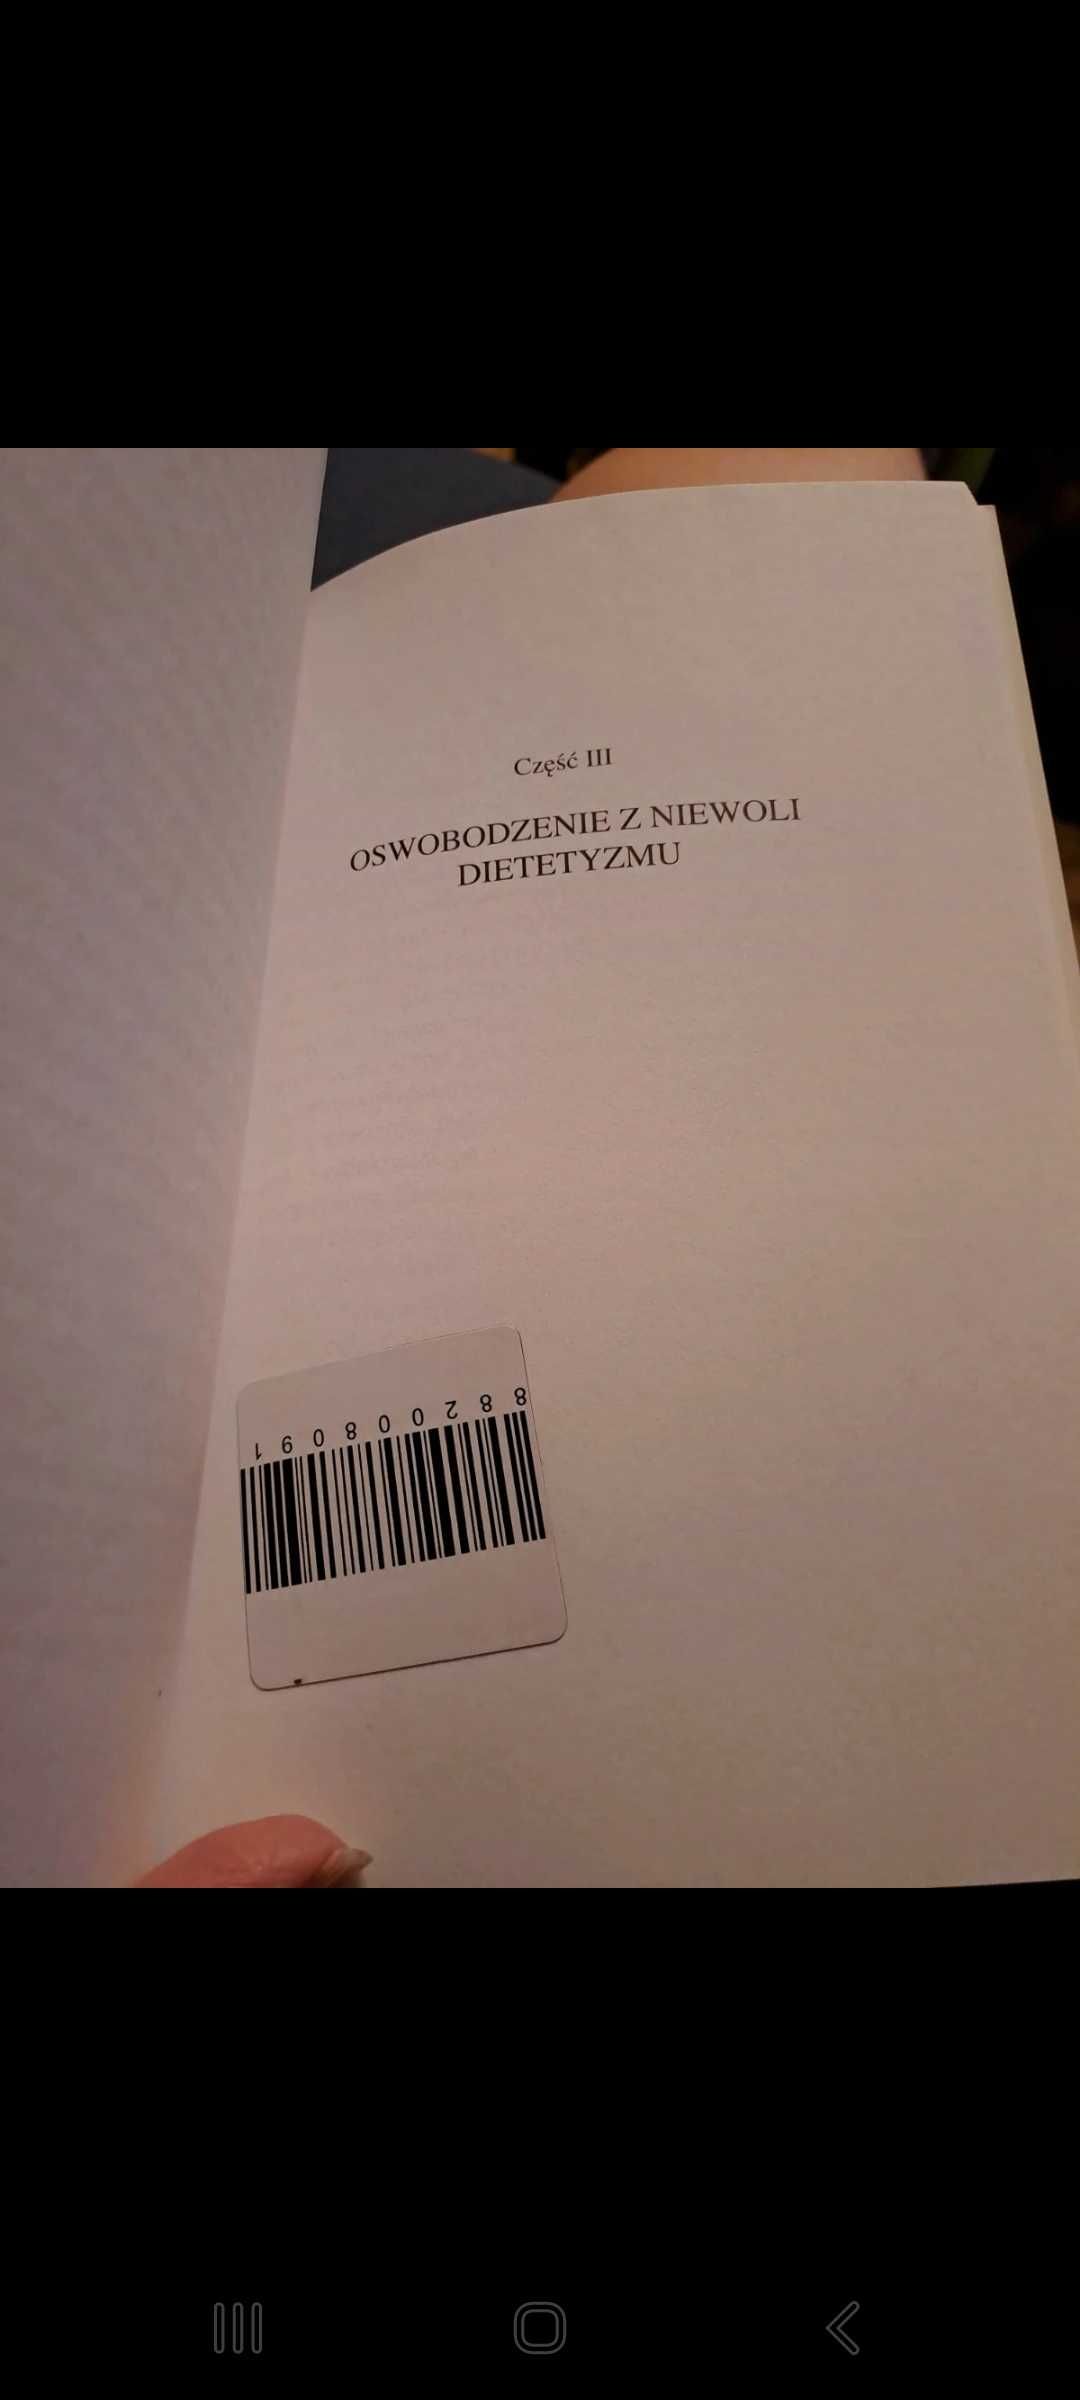 Część III
OSWOBODZENIE Z NIEWOLI
DIETETYZMU
882008091